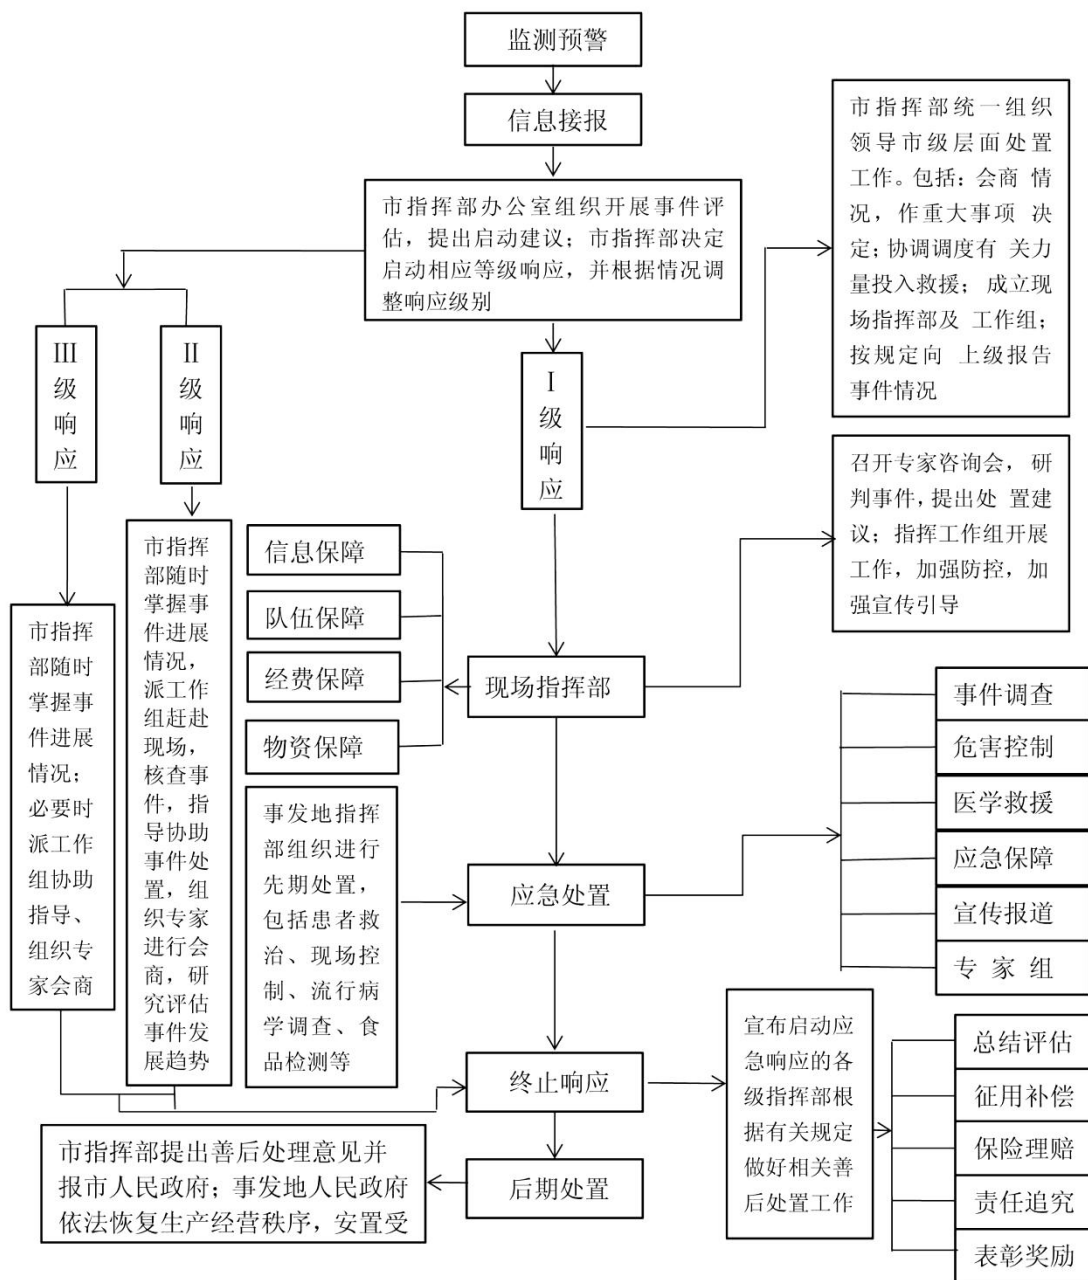 监测预警
信息接报
市指挥部办公室组织开展事件评
估，提出启动建议；市指挥部决定
启动相应等级响应，并根据情况调
整响应级别
市指挥部统一组织
领导市级层面处置
工作。包括：会商 情
况，作重大事项 决
定；协调调度有 关力
量投入救援； 成立现
场指挥部及 工作组；
按规定向 上级报告
事件情况
Ⅲ
级
响
应
Ⅱ
级
响
应
Ⅰ
级
响
应
召开专家咨询会， 研
判事件，提出处 置建
议；指挥工作组开展
工作，加强防控，加
强宣传引导
市指挥
部随时
掌握事
件进展
情况；
必要时
派工作
组协助
指导、
组织专
家会商
市指挥
部随时
掌握事
件进展
情况，
派工作
组赶赴
现场，
核查事
件，指
导协助
事件处
置，组
织专家
进行会
商，研
究评估
事件发
展趋势
信息保障
队伍保障
经费保障
物资保障
现场指挥部
事发地指挥
部组织进行
先期处置，
包括患者救
治、现场控
制、流行病
学调查、食
品检测等
应急处置
事件调查
危害控制
医学救援
应急保障
宣传报道
专 家 组
终止响应
宣布启动应
急响应的各
级指挥部根
据有关规定
做好相关善
后处置工作
总结评估
征用补偿
保险理赔
责任追究
表彰奖励
后期处置
市指挥部提出善后处理意见并
报市人民政府；事发地人民政府
依法恢复生产经营秩序，安置受